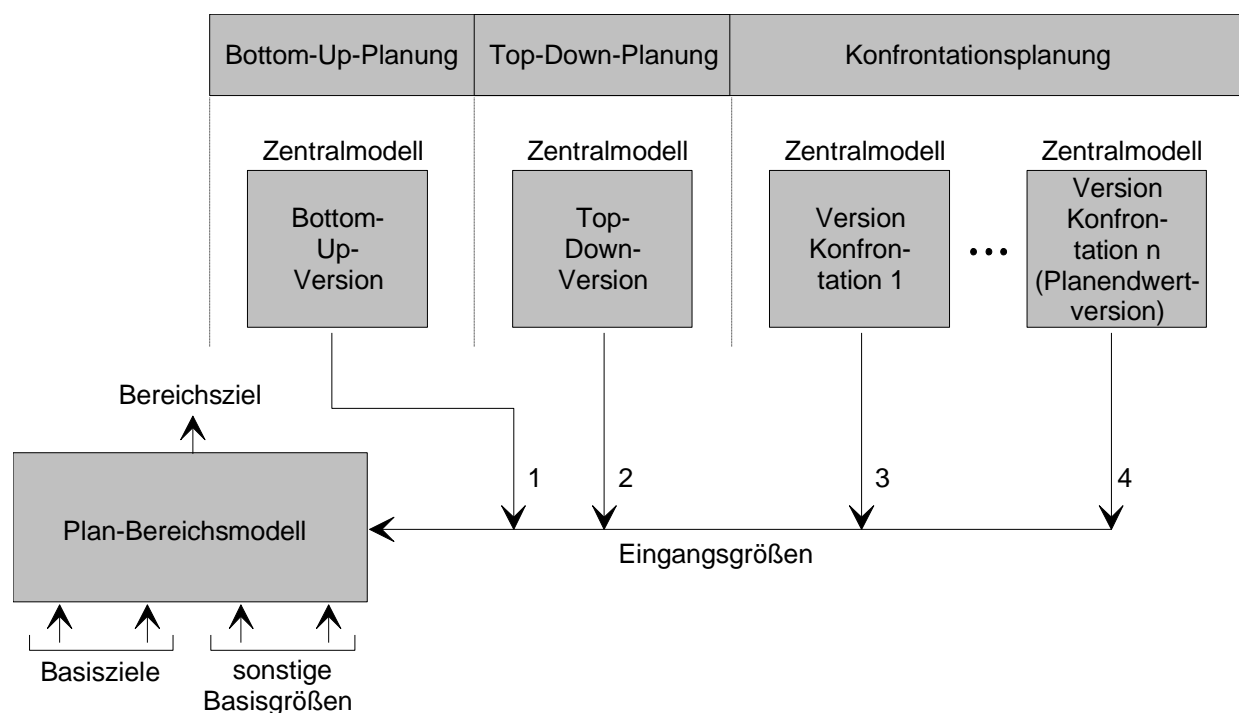 Bottom-Up-Planung
Top-Down-Planung
Konfrontationsplanung
Zentralmodell
Zentralmodell
Zentralmodell
Zentralmodell
Bottom-
Up-
Version
Top-
Down-
Version
Version
Konfron-
tation 1
Version
Konfron-
tation n
(Planendwert-
version)
Bereichsziel
1
2
3
4
Plan-Bereichsmodell
Eingangsgrößen
Basisziele
sonstige
Basisgrößen